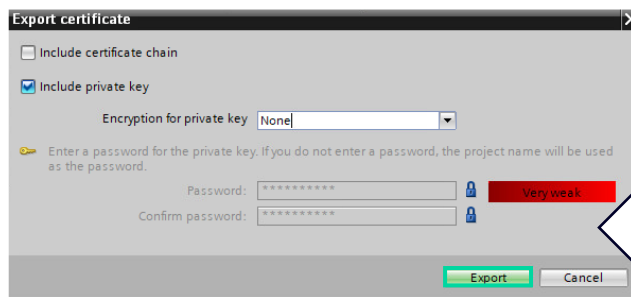 Export certificate
Include certificate chain
Include private key
Encryption for private key None
Enter a password for the private key. If you do not enter a password, the project name will be used
as the password.
Password: ********** Very weak
Confirm password: **********
Export Cancel